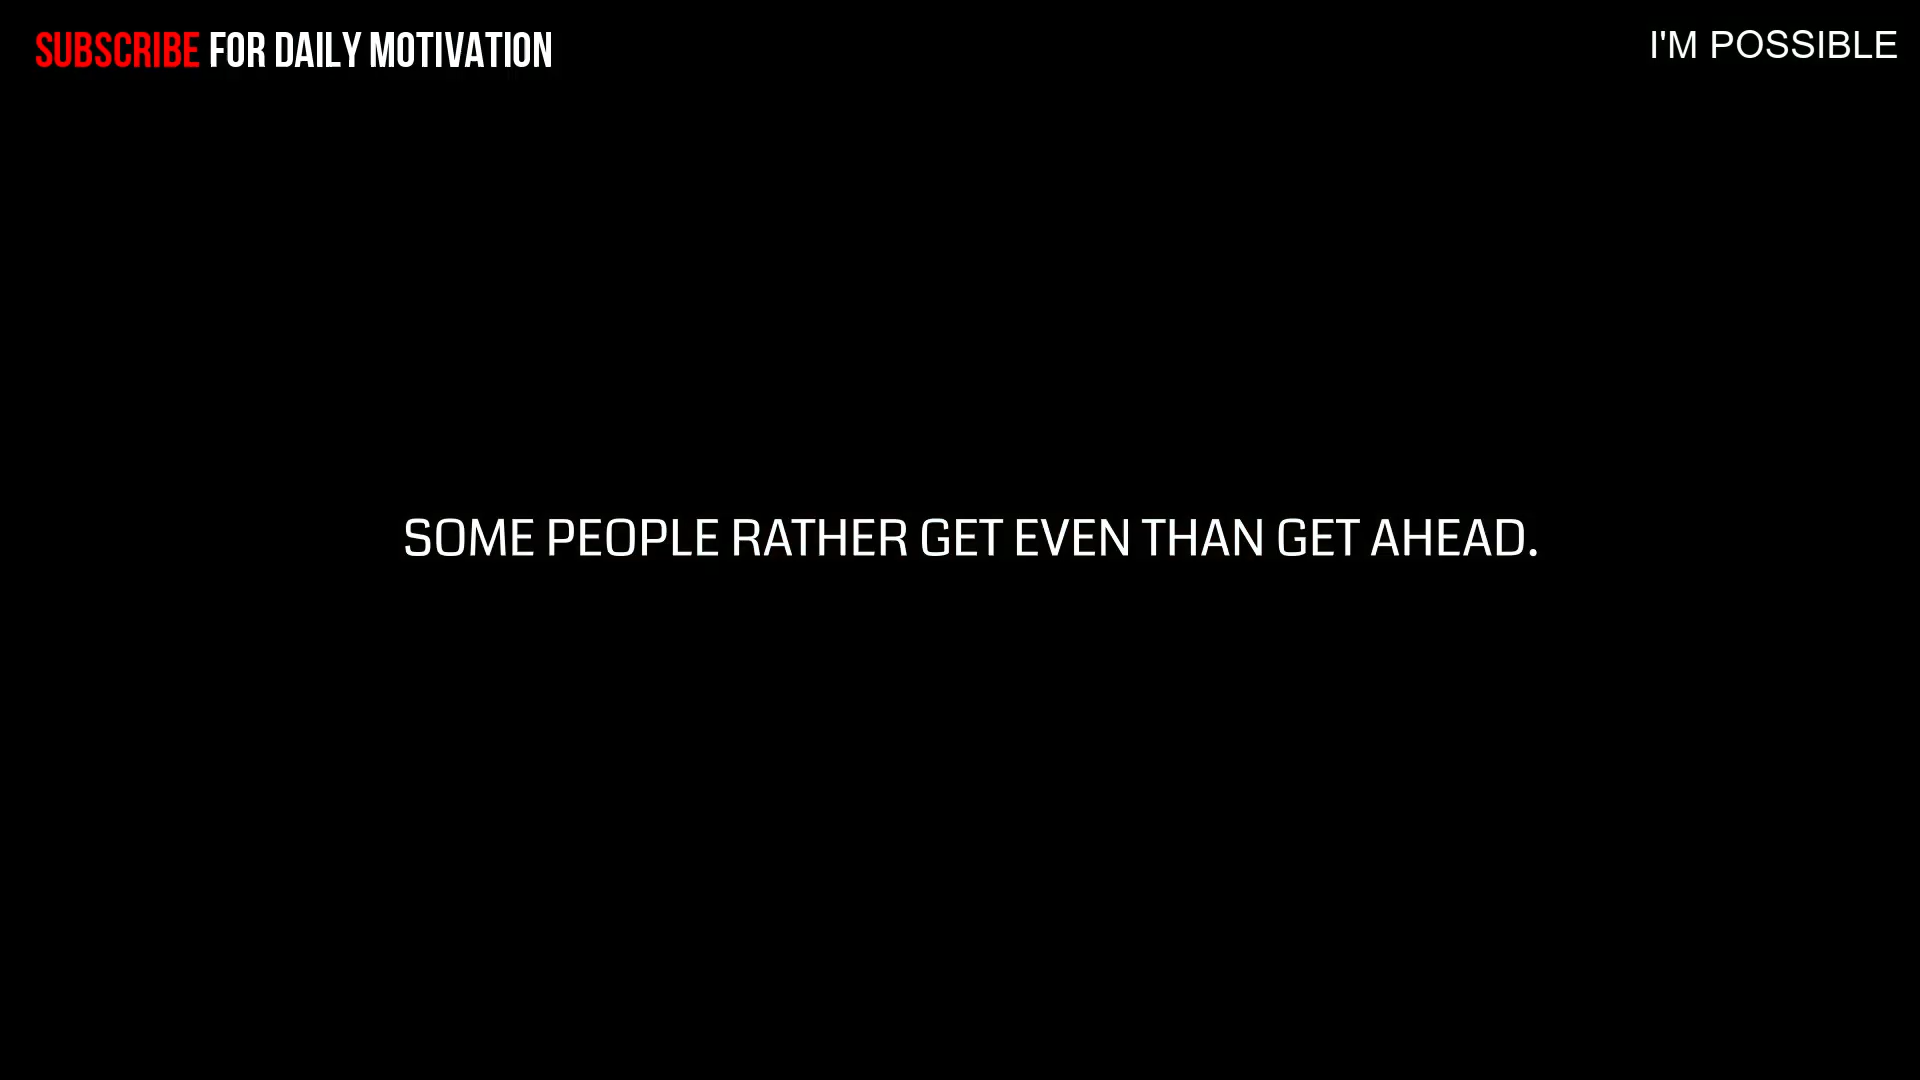 SUBSCRIBE FOR DAILY MOTIVATION
I'M POSSIBLE
SOME PEOPLE RATHER GET EVEN THAN GET AHEAD.